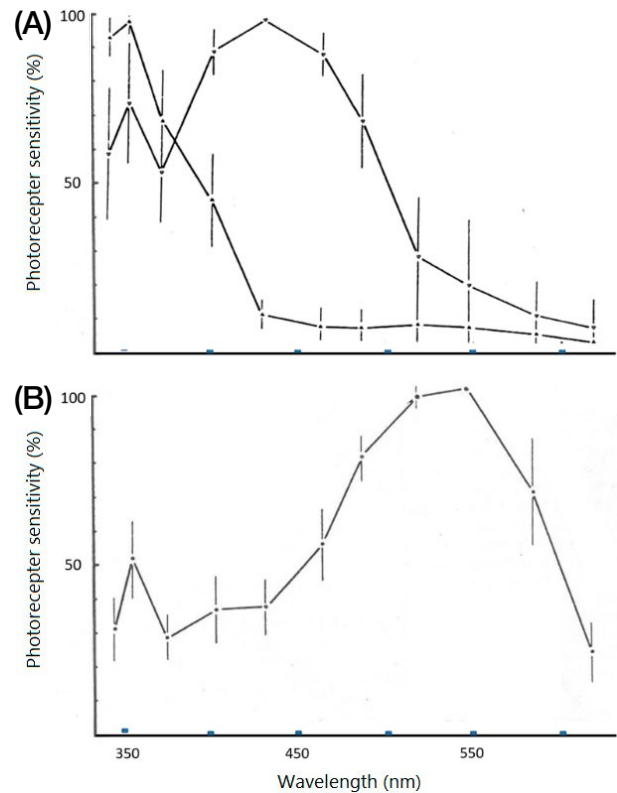 (A)
100
50
Photorecepter sensitivity (%)
(B)
100
50
Photorecepter sensitivity (%)
350
450
550
Wavelength (nm)